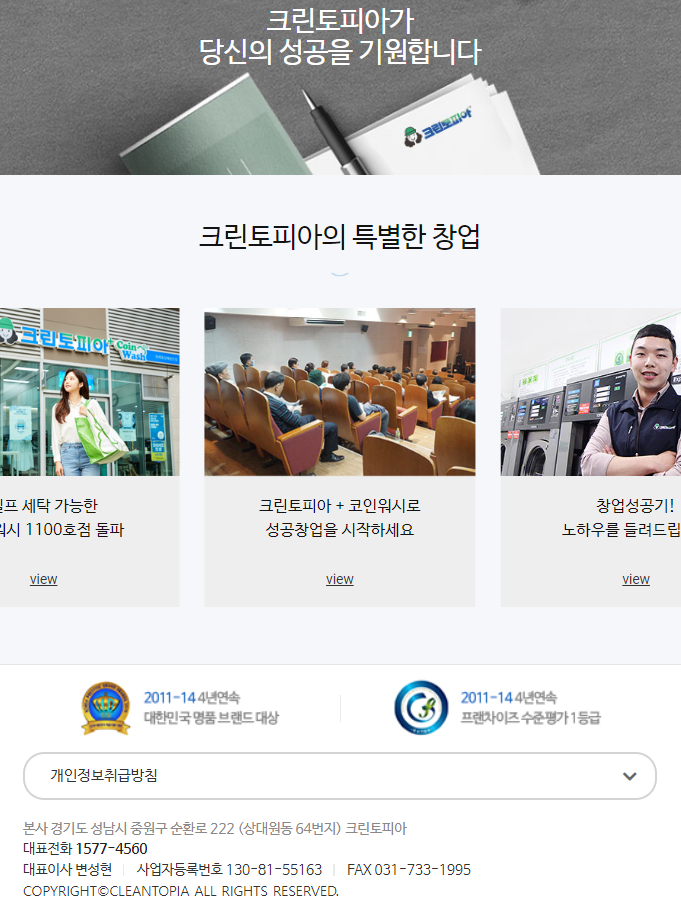 크린토피아가
당신의 성공을 기원합니다
크린토피아
크린토피아의 특별한 창업
크린토피아
Coin
Wash
세탁 가능한
1100호점 돌파
view
크린토피아 + 코인워시로
성공창업을 시작하세요
view
창업성공기!
노하우를
view
2011-14 4년연속
대한민국 명품 브랜드 대상
2011-14 4년연속
프랜차이즈 수준평가 1등급
개인정보취급방침
본사 경기도 성남시 중원구 순환로 222 (상대원동 64번지) 크린토피아
대표전화 1577-4560
대표이사 변성현 사업자등록번호 130-81-55163 FAX 031-733-1995
COPYRIGHT©CLEANTOPIA ALL RIGHTS RESERVED.